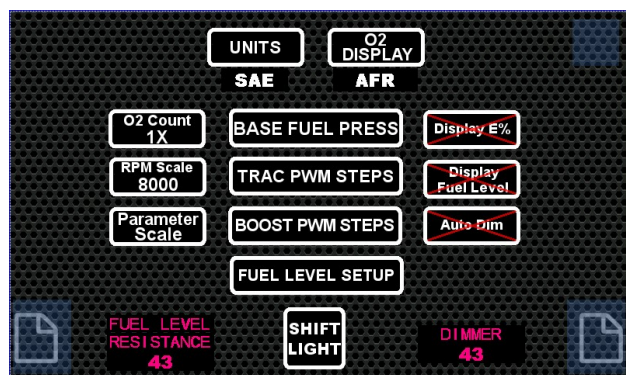 UNITS
O2
DISPLAY
SAE
AFR
O2 Count
1X
BASE FUEL PRESS
Display E%
RPM Scale
8000
TRAC PWM STEPS
Display
Fuel Level
Parameter
Scale
BOOST PWM STEPS
Auto Dim
FUEL LEVEL SETUP
FUEL LEVEL
RESISTANCE
43
SHIFT
LIGHT
DIMMER
43